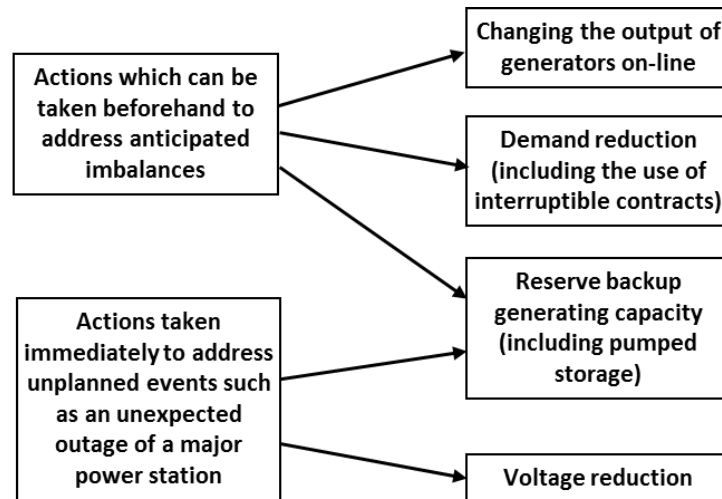 Actions which can be
taken beforehand to
address anticipated
imbalances
Actions taken
immediately to address
unplanned events such
as an unexpected
outage of a major
power station
Changing the output of
generators on-line
Demand reduction
(including the use of
interruptible contracts)
Reserve backup
generating capacity
(including pumped
storage)
Voltage reduction